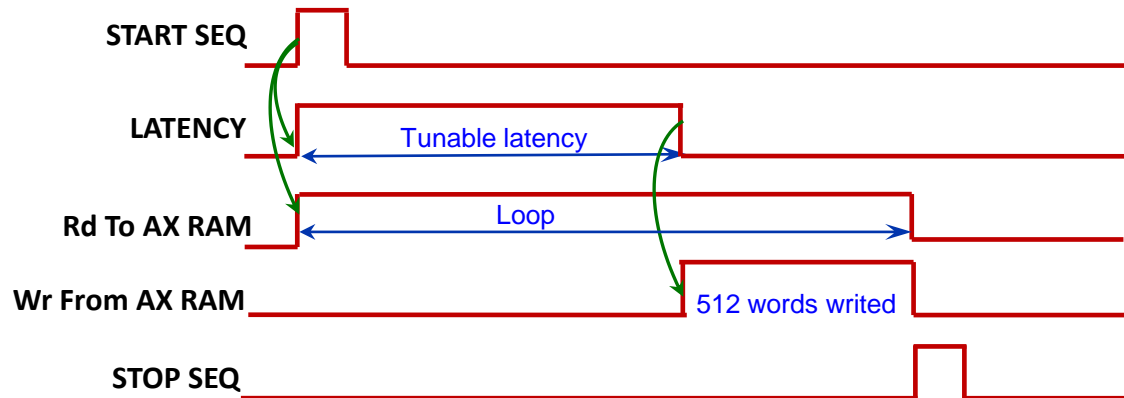 START SEQ
LATENCY
Tunable latency
Rd To AX RAM
Loop
Wr From AX RAM
512 words writed
STOP SEQ